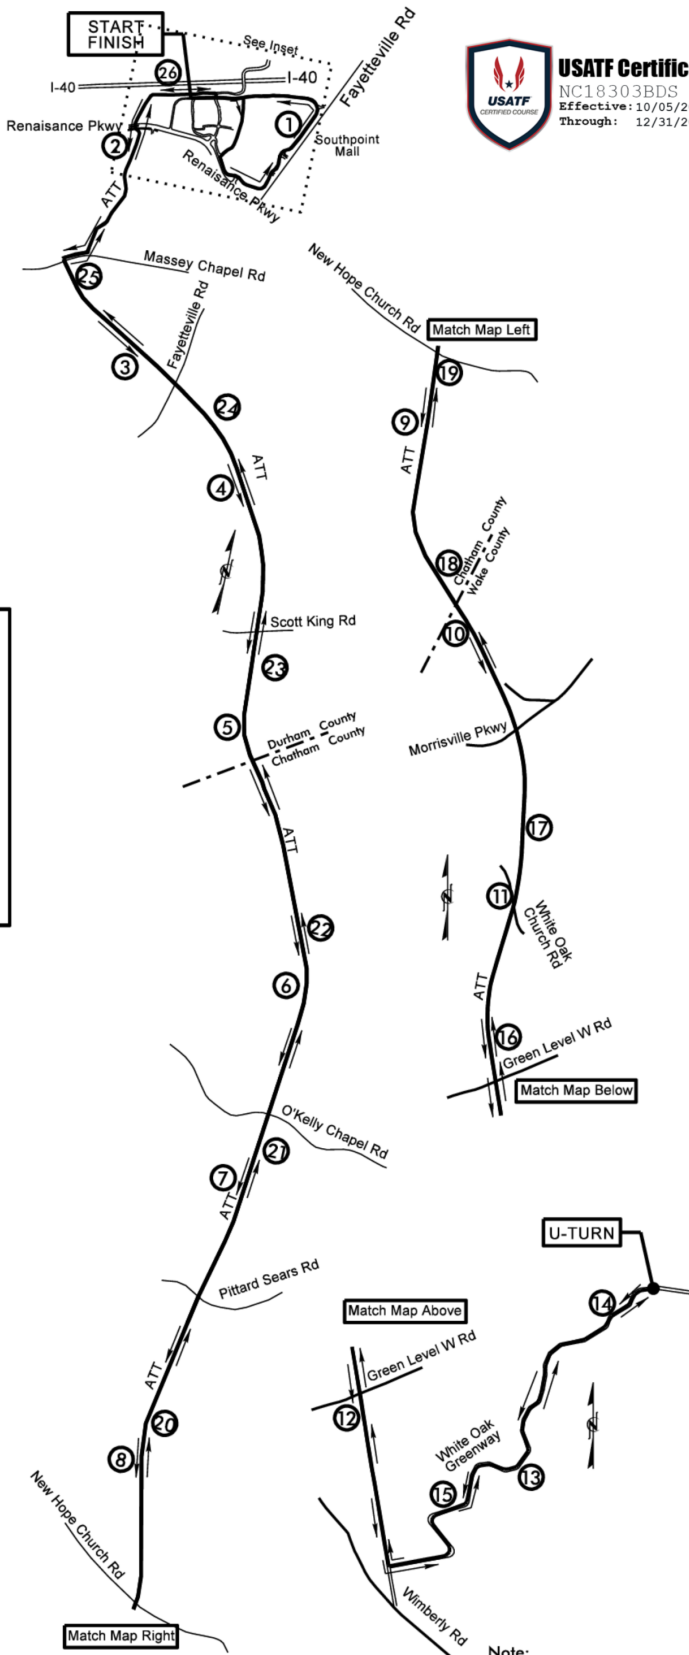 START
FINISH
See Inset
Fayetteville Rd
26
I-40
I-40
Renaisance Pkwy
2
1
Southpoint
Mall
Renaisance Pkwy
ATT
USATF
CERTIFIED COURSE
USATF Certific
NC18303BDS
Effective: 10/05/2
Through: 12/31/2
Massey Chapel Rd
25
Fayetteville Rd
3
24
ATT
4
N
Scott King Rd
23
5
Durham County
Chatham County
ATT
22
6
O'Kelly Chapel Rd
21
7
ATT
Pittard Sears Rd
ATT
20
8
New Hope Church Rd
Match Map Right
New Hope Church Rd
Match Map Left
19
9
ATT
Chatham County
Wake County
18
10
Morrisville Pkwy
17
N
11
White Oak
Church Rd
ATT
16
Green Level W Rd
Match Map Below
U-TURN
14
Match Map Above
Green Level W Rd
12
N
White Oak
Greenway
13
15
Wimberly Rd
Note: